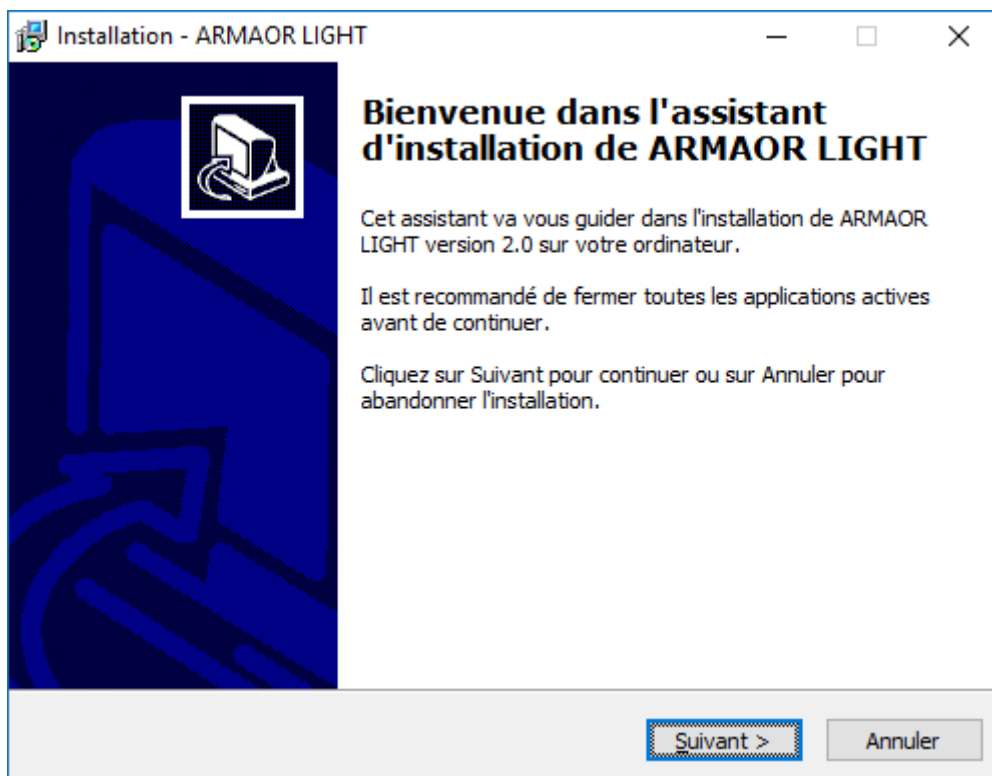 Installation - ARMAOR LIGHT
Bienvenue dans l'assistant
d'installation de ARMAOR LIGHT
Cet assistant va vous guider dans l'installation de ARMAOR
LIGHT version 2.0 sur votre ordinateur.
Il est recommandé de fermer toutes les applications actives
avant de continuer.
Cliquez sur Suivant pour continuer ou sur Annuler pour
abandonner l'installation.
Suivant >
Annuler